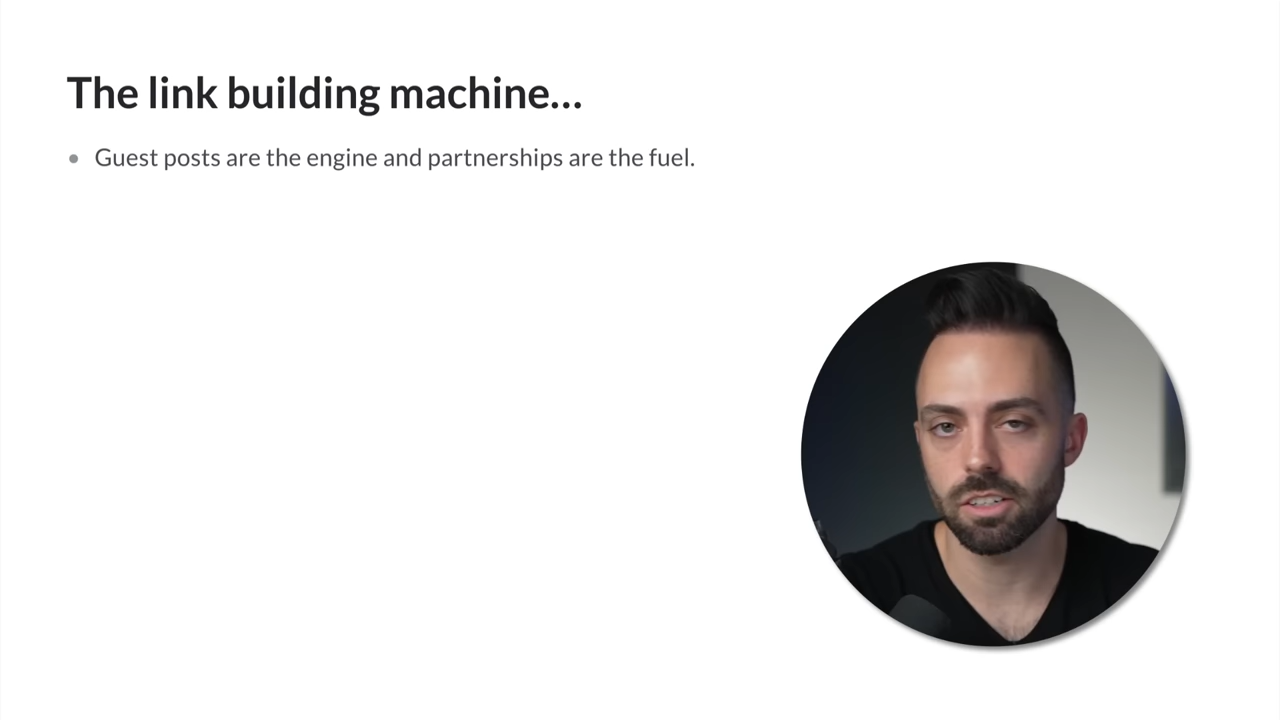 The link building machine...
Guest posts are the engine and partnerships are the fuel.